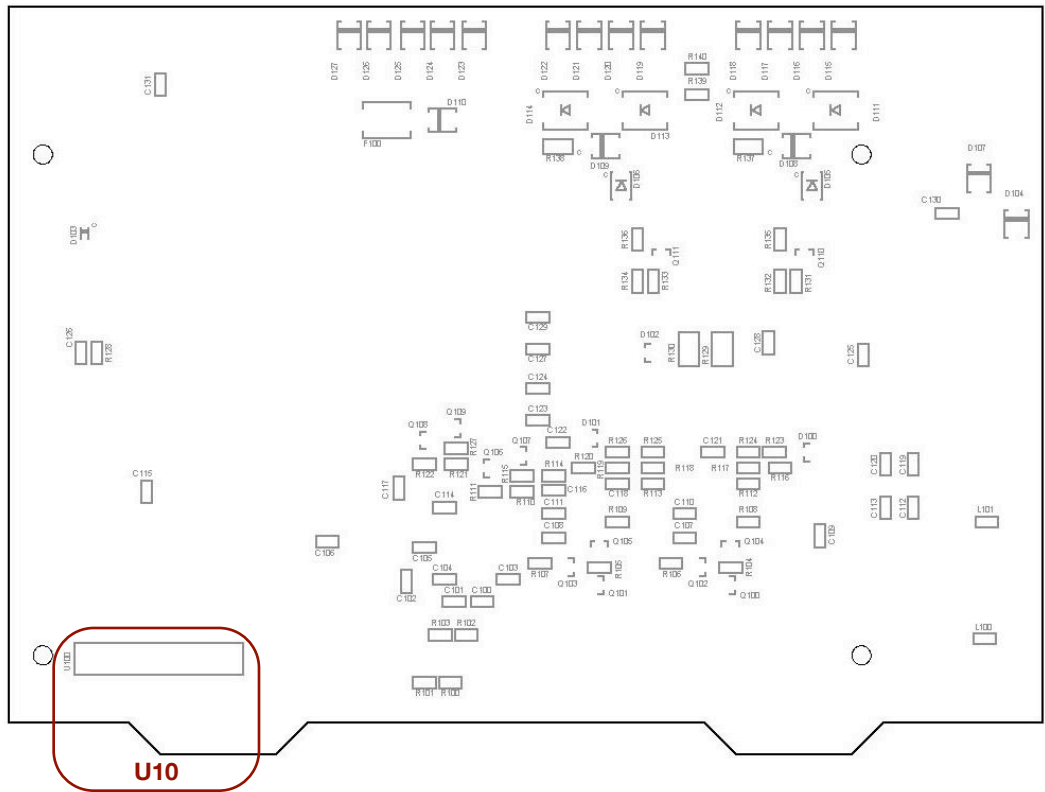 D127 D126 D125 D124 D123 D122 D121 D120 D119 R140 D118 D117 D116 D115
C131
R139
F100 D110 D114 C D113 C D112 C D111
R138 C D109 R137 C D108
C D106 C D105
D107
D104
C130
D103 C
R136 Q111 R135 Q110
R134 R133 R132 R131
C129
C127
C126 R128
D102 R130 R129 C128 C125
C124
C123
Q108 Q109 C122 D101
R127 Q107 R126 R125 C121 R124 R123 D100
R122 R121 Q106 R115 R114 R120 R119 R118 R117 R116
C120 C119
C115 C117 R111 R110 C116 C118 R113 R112
C114 C111 R109 C110 R108
C113 C112 L101
C106 C105 C108 C107 C109
Q105 Q104
C104 C103 R107 Q103 R105 R106 Q102 R104
C102 C101 C100 Q101 Q100
R103 R102
L100
U100
R101 R100
U10